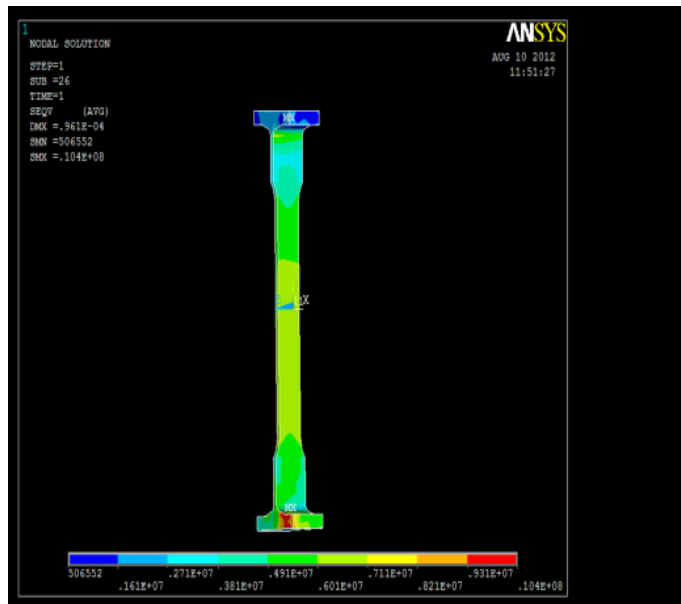 1
ANSYS
NODAL SOLUTION
AUG 10 2012
11:51:27
STEP=1
SUB =26
TIME=1
SEQV (AVG)
DMX =.961E-04
SMN =506552
SMX =.104E+08
MN
X
MX
506552 .271E+07 .491E+07 .711E+07 .931E+07
.161E+07 .381E+07 .601E+07 .821E+07 .104E+08